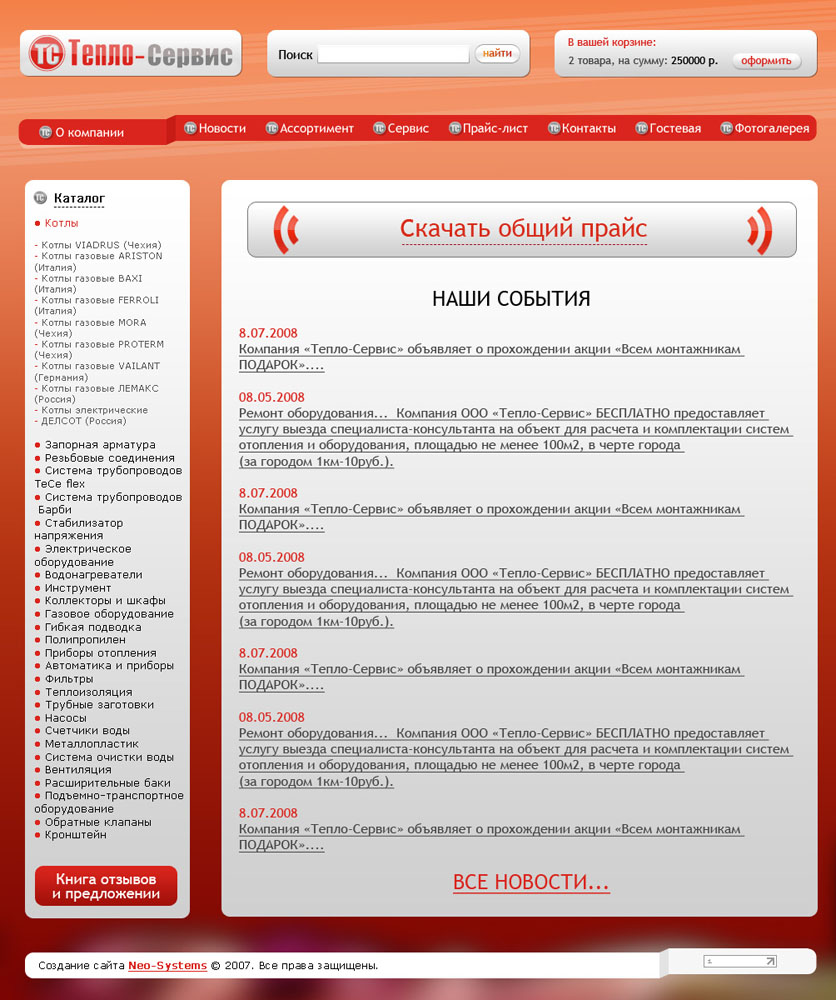 ТС Тепло-Сервис
Поиск найти
В вашей корзине:
2 товара, на сумму: 250000 р. оформить
О компании Новости Ассортимент Сервис Прайс-лист Контакты Гостевая Фотогалерея
Каталог
Котлы
- Котлы VIADRUS (Чехия)
- Котлы газовые ARISTON
(Италия)
- Котлы газовые BAXI
(Италия)
- Котлы газовые FERROLI
(Италия)
- Котлы газовые MORA
(Чехия)
- Котлы газовые PROTERM
(Чехия)
- Котлы газовые VAILANT
(Германия)
- Котлы газовые ЛЕМАКС
(Россия)
- Котлы электрические
- ДЕЛСОТ (Россия)
Запорная арматура
Резьбовые соединения
Система трубопроводов
TeCe flex
Система трубопроводов
Барби
Стабилизатор
напряжения
Электрическое
оборудование
Водонагреватели
Инструмент
Коллекторы и шкафы
Газовое оборудование
Гибкая подводка
Полипропилен
Приборы отопления
Автоматика и приборы
Фильтры
Теплоизоляция
Трубные заготовки
Насосы
Счетчики воды
Металлопластик
Система очистки воды
Вентиляция
Расширительные баки
Подъемно-транспортное
оборудование
Обратные клапаны
Кронштейн
Книга отзывов
и предложении
Скачать общий прайс
НАШИ СОБЫТИЯ
8.07.2008
Компания «Тепло-Сервис» объявляет о прохождении акции «Всем монтажникам
ПОДАРОК»....
08.05.2008
Ремонт оборудования... Компания ООО «Тепло-Сервис» БЕСПЛАТНО предоставляет
услугу выезда специалиста-консультанта на объект для расчета и комплектации систем
отопления и оборудования, площадью не менее 100м2, в черте города
(за городом 1км-10руб.).
8.07.2008
Компания «Тепло-Сервис» объявляет о прохождении акции «Всем монтажникам
ПОДАРОК»....
08.05.2008
Ремонт оборудования... Компания ООО «Тепло-Сервис» БЕСПЛАТНО предоставляет
услугу выезда специалиста-консультанта на объект для расчета и комплектации систем
отопления и оборудования, площадью не менее 100м2, в черте города
(за городом 1км-10руб.).
8.07.2008
Компания «Тепло-Сервис» объявляет о прохождении акции «Всем монтажникам
ПОДАРОК»....
08.05.2008
Ремонт оборудования... Компания ООО «Тепло-Сервис» БЕСПЛАТНО предоставляет
услугу выезда специалиста-консультанта на объект для расчета и комплектации систем
отопления и оборудования, площадью не менее 100м2, в черте города
(за городом 1км-10руб.).
8.07.2008
Компания «Тепло-Сервис» объявляет о прохождении акции «Всем монтажникам
ПОДАРОК»....
ВСЕ НОВОСТИ...
Создание сайта Neo-Systems © 2007. Все права защищены.